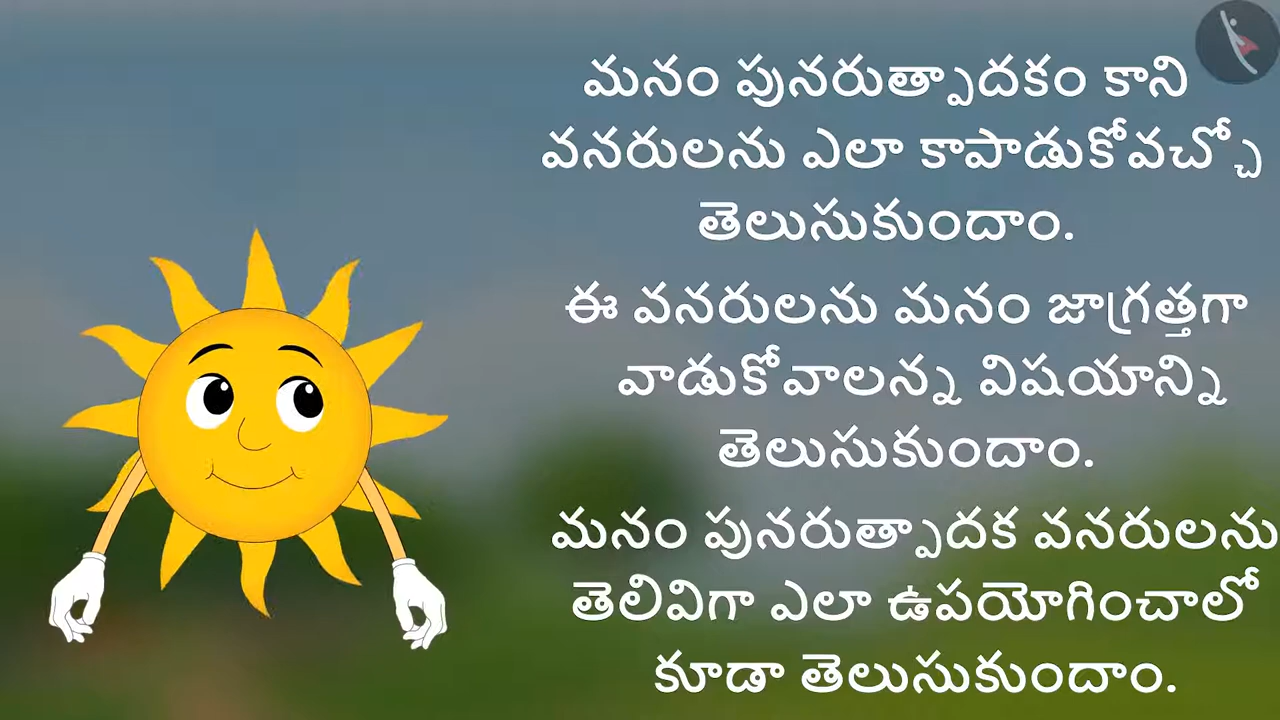 మనం పునరుత్పాదకం కాని
వనరులను ఎలా కాపాడుకోవచ్చో
తెలుసుకుందాం.
ఈ వనరులను మనం జాగ్రత్తగా
వాడుకోవాలన్న విషయాన్ని
తెలుసుకుందాం.
మనం పునరుత్పాదక వనరులను
తెలివిగా ఎలా ఉపయోగించాలో
కూడా తెలుసుకుందాం.